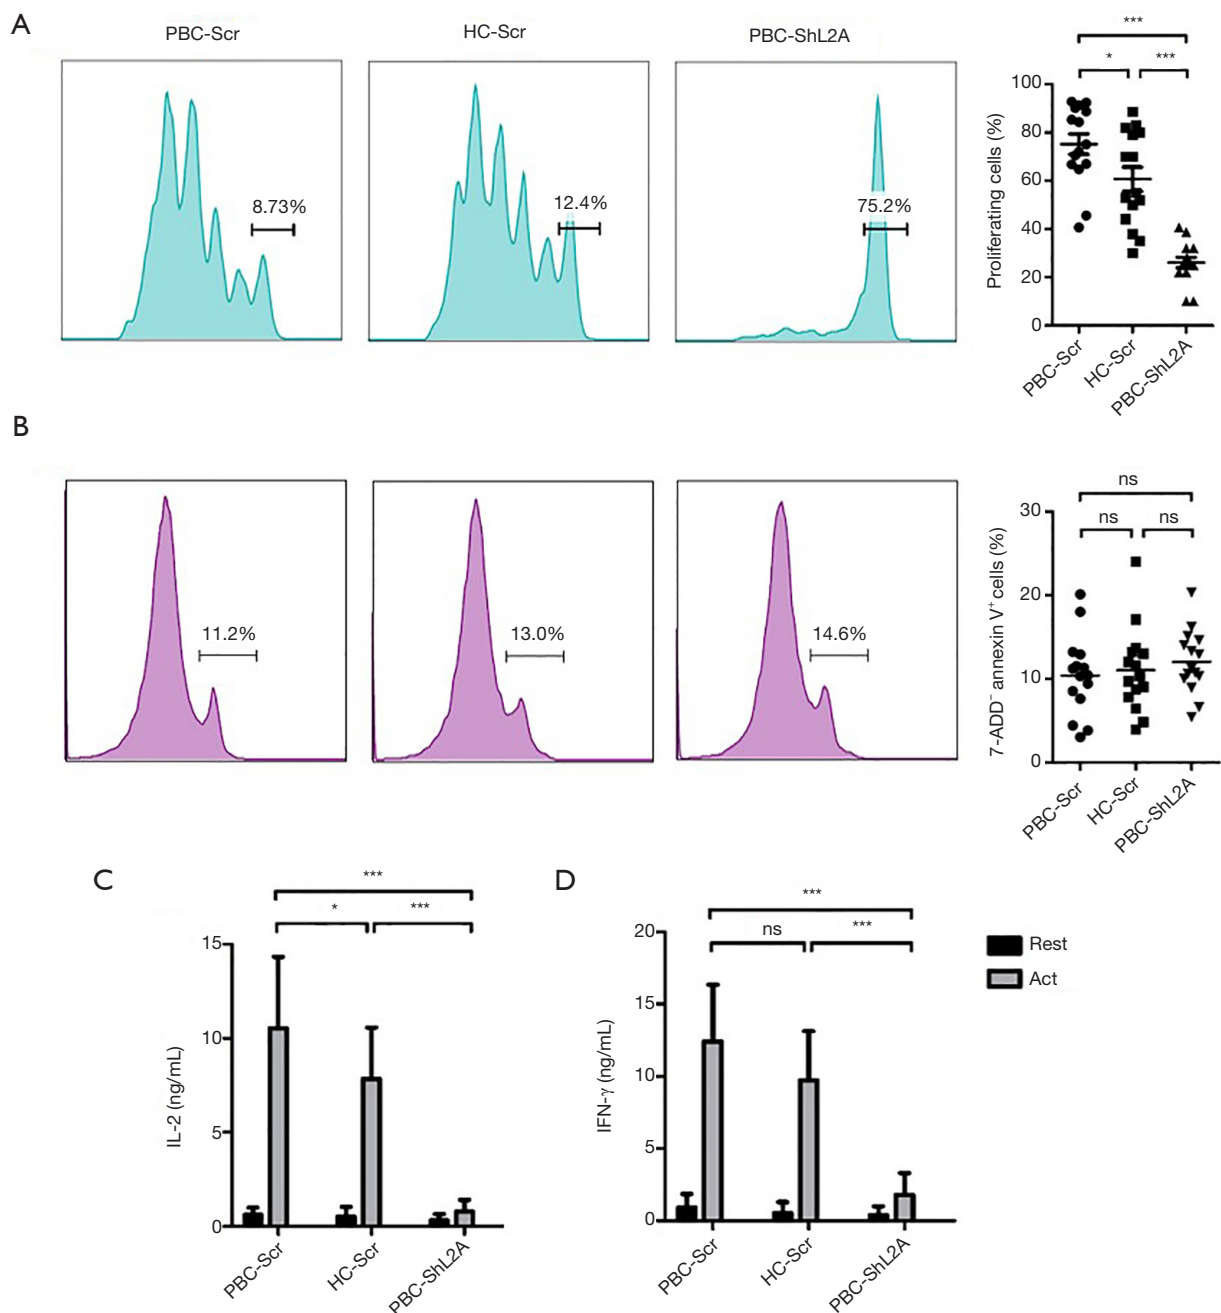 A
PBC-Scr
HC-Scr
PBC-ShL2A
8.73%
12.4%
75.2%
***
*
***
Proliferating cells (%)
100
80
60
40
20
0
PBC-Scr
HC-Scr
PBC-ShL2A
B
11.2%
13.0%
14.6%
ns
ns
ns
7-ADD⁻ annexin V⁺ cells (%)
30
20
10
0
PBC-Scr
HC-Scr
PBC-ShL2A
C
***
*
***
IL-2 (ng/mL)
15
10
5
0
PBC-Scr
HC-Scr
PBC-ShL2A
D
***
ns
***
IFN-γ (ng/mL)
20
15
10
5
0
PBC-Scr
HC-Scr
PBC-ShL2A
Rest
Act